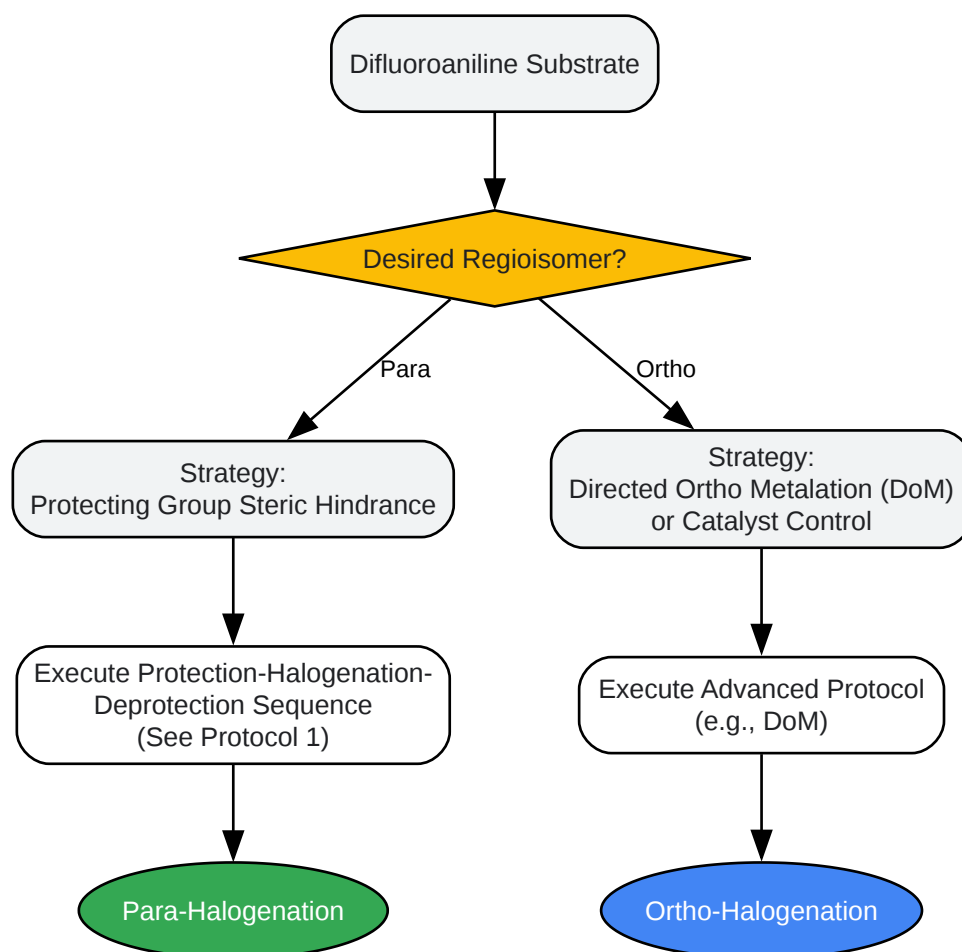 Difluoroaniline Substrate
Desired Regioisomer?
Para
Ortho
Strategy:
Protecting Group Steric Hindrance
Strategy:
Directed Ortho Metalation (DoM)
or Catalyst Control
Execute Protection-Halogenation-
Deprotection Sequence
(See Protocol 1)
Execute Advanced Protocol
(e.g., DoM)
Para-Halogenation
Ortho-Halogenation